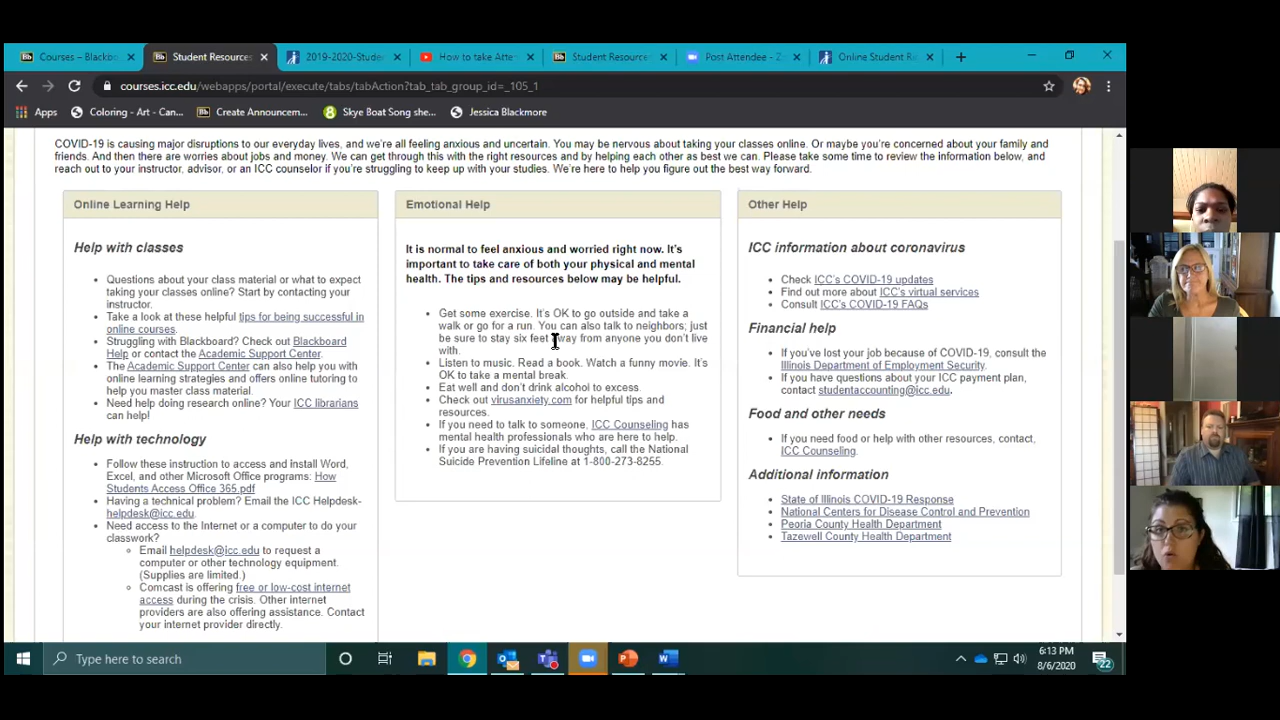 Courses – Blackbo
Student Resources
2019-2020-Stude
How to take Atte
Student Resources
Post Attendee - Z
Online Student R
courses.icc.edu/webapps/portal/execute/tabs/tabAction?tab_tab_group_id=_105_1
Apps
Coloring - Art - Can...
Create Announcem...
Skye Boat Song she...
Jessica Blackmore
COVID-19 is causing major disruptions to our everyday lives, and we're all feeling anxious and uncertain. You may be nervous about taking your classes online. Or maybe you're concerned about your family and
friends. And then there are worries about jobs and money. We can get through this with the right resources and by helping each other as best we can. Please take some time to review the information below, and
reach out to your instructor, advisor, or an ICC counselor if you're struggling to keep up with your studies. We're here to help you figure out the best way forward.
Online Learning Help
Help with classes
• Questions about your class material or what to expect
taking your classes online? Start by contacting your
instructor.
• Take a look at these helpful tips for being successful in
online courses.
• Struggling with Blackboard? Check out Blackboard
Help or contact the Academic Support Center.
• The Academic Support Center can also help you with
online learning strategies and offers online tutoring to
help you master class material.
• Need help doing research online? Your ICC librarians
can help!
Help with technology
• Follow these instruction to access and install Word,
Excel, and other Microsoft Office programs: How
Students Access Office 365.pdf
• Having a technical problem? Email the ICC Helpdesk-
helpdesk@icc.edu.
• Need access to the Internet or a computer to do your
classwork?
Email helpdesk@icc.edu to request a
computer or other technology equipment.
(Supplies are limited.)
Comcast is offering free or low-cost internet
access during the crisis. Other internet
providers are also offering assistance. Contact
your internet provider directly.
Emotional Help
It is normal to feel anxious and worried right now. It's
important to take care of both your physical and mental
health. The tips and resources below may be helpful.
• Get some exercise. It's OK to go outside and take a
walk or go for a run. You can also talk to neighbors; just
be sure to stay six feet away from anyone you don't live
with.
• Listen to music. Read a book. Watch a funny movie. It's
OK to take a mental break.
• Eat well and don't drink alcohol to excess.
• Check out virusanxiety.com for helpful tips and
resources.
• If you need to talk to someone, ICC Counseling has
mental health professionals who are here to help.
• If you are having suicidal thoughts, call the National
Suicide Prevention Lifeline at 1-800-273-8255.
Other Help
ICC information about coronavirus
• Check ICC's COVID-19 updates
• Find out more about ICC's virtual services
• Consult ICC's COVID-19 FAQs
Financial help
• If you've lost your job because of COVID-19, consult the
Illinois Department of Employment Security.
• If you have questions about your ICC payment plan,
contact studentaccounting@icc.edu.
Food and other needs
• If you need food or help with other resources, contact,
ICC Counseling.
Additional information
• State of Illinois COVID-19 Response
• National Centers for Disease Control and Prevention
• Peoria County Health Department
• Tazewell County Health Department
Type here to search
6:13 PM
8/6/2020
22